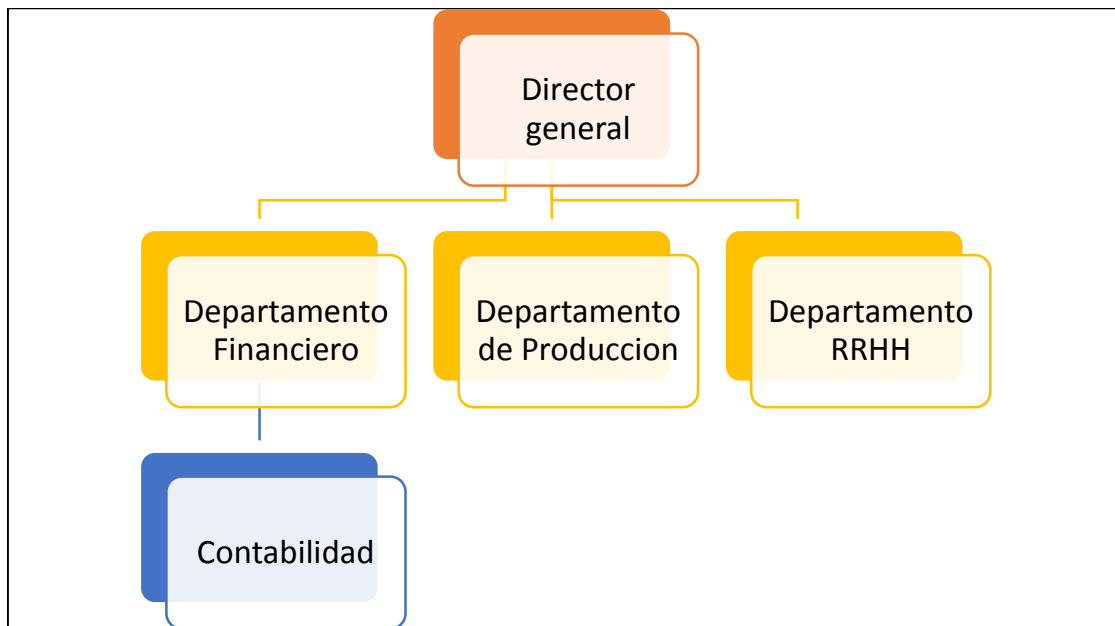 Director
general
Departamento
Financiero
Departamento
de Produccion
Departamento
RRHH
Contabilidad